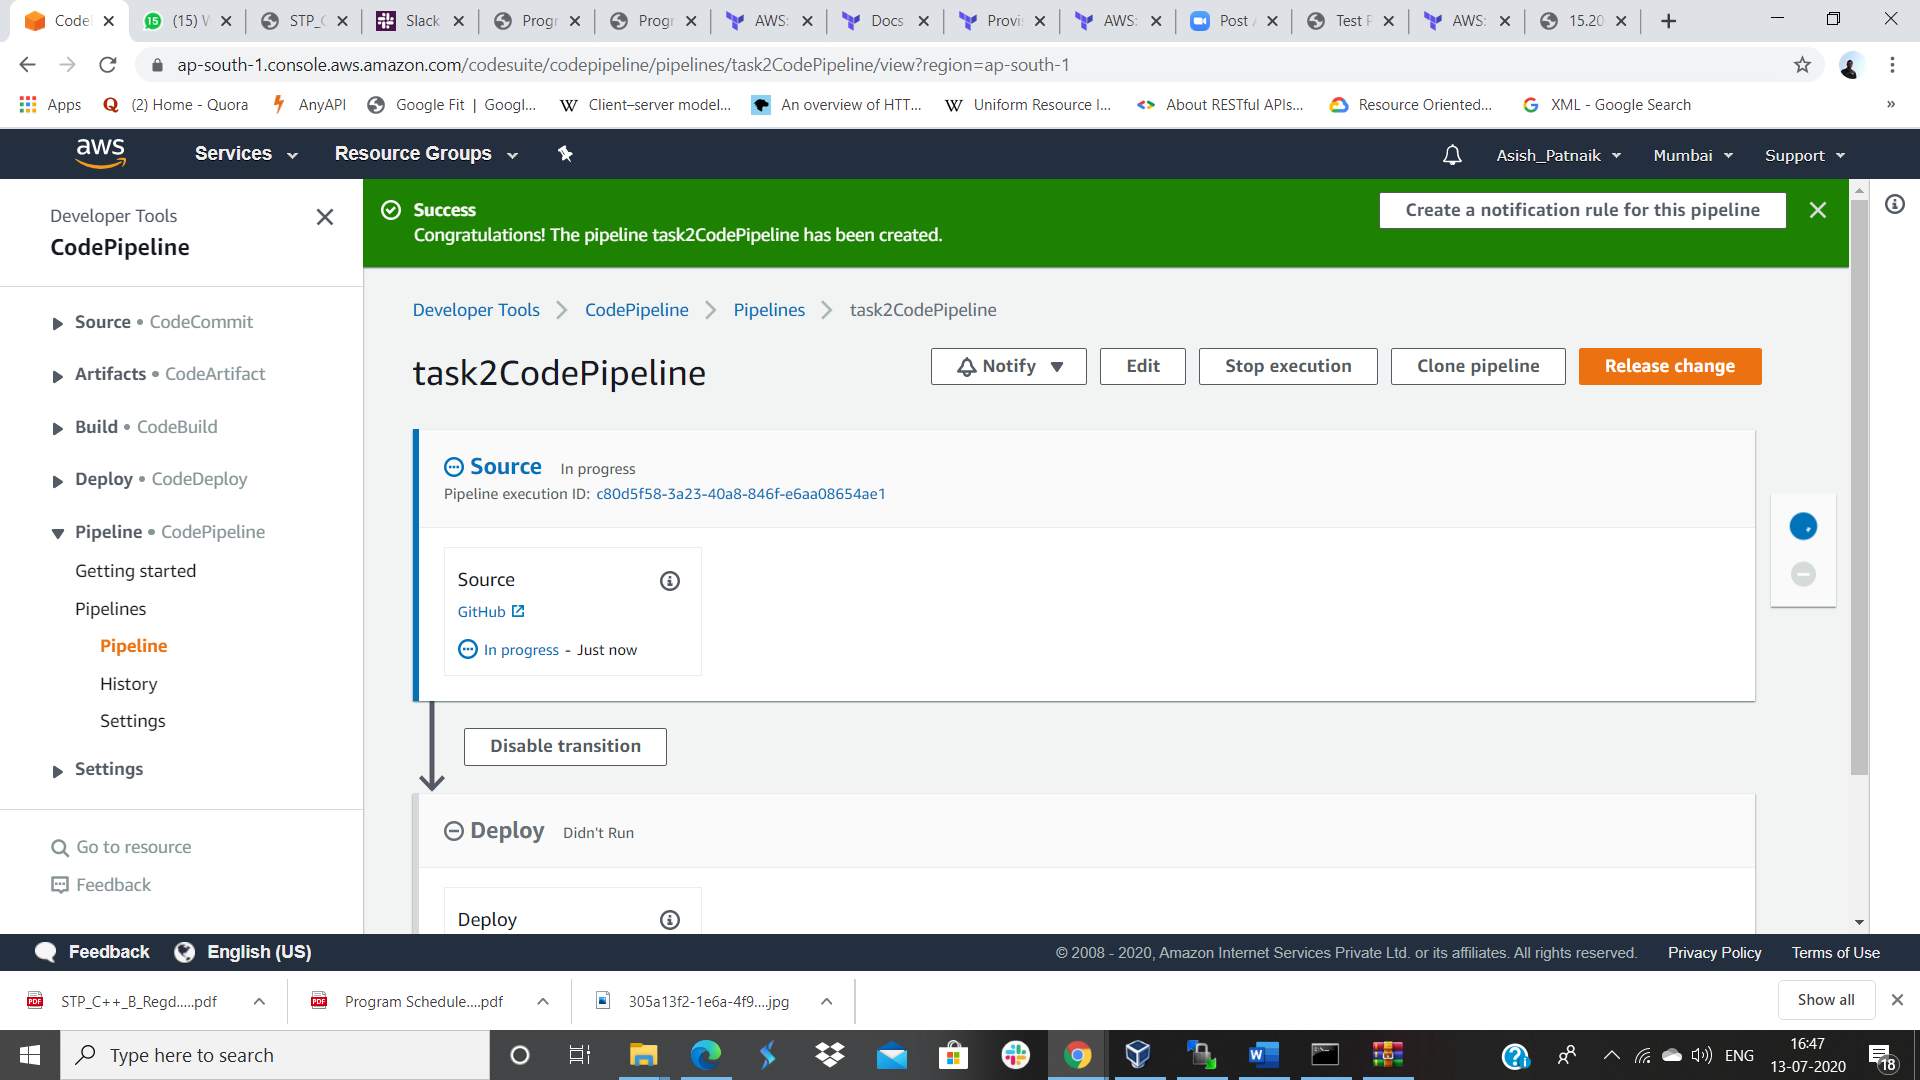 Codel
(15) W
STP_C
Slack
Progr
Progr
AWS:
Docs
Provis
AWS:
Post A
Test P
AWS:
15.20
ap-south-1.console.aws.amazon.com/codesuite/codepipeline/pipelines/task2CodePipeline/view?region=ap-south-1
Apps
(2) Home - Quora
AnyAPI
Google Fit | Googl...
Client–server model...
An overview of HTT...
Uniform Resource I...
About RESTful APIs...
Resource Oriented...
XML - Google Search
»
aws
Services
Resource Groups
Asish_Patnaik
Mumbai
Support
Developer Tools
CodePipeline
Source • CodeCommit
Artifacts • CodeArtifact
Build • CodeBuild
Deploy • CodeDeploy
Pipeline • CodePipeline
Getting started
Pipelines
Pipeline
History
Settings
Settings
Go to resource
Feedback
Success
Congratulations! The pipeline task2CodePipeline has been created.
Create a notification rule for this pipeline
Developer Tools > CodePipeline > Pipelines > task2CodePipeline
task2CodePipeline
Notify
Edit
Stop execution
Clone pipeline
Release change
Source In progress
Pipeline execution ID: c80d5f58-3a23-40a8-846f-e6aa08654ae1
Source
GitHub
In progress - Just now
Disable transition
Deploy Didn't Run
Deploy
Feedback
English (US)
© 2008 - 2020, Amazon Internet Services Private Ltd. or its affiliates. All rights reserved.
Privacy Policy
Terms of Use
STP_C++_B_Regd.....pdf
Program Schedule....pdf
305a13f2-1e6a-4f9....jpg
Show all
Type here to search
ENG
16:47
13-07-2020
18